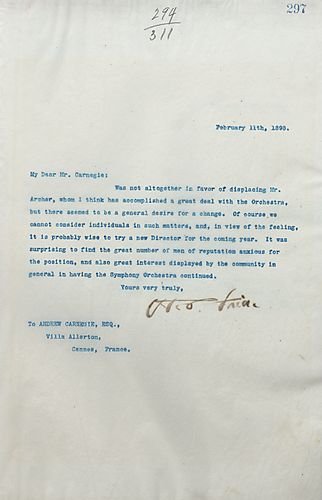 294
311
297
February 11th, 1898.
My Dear Mr. Carnegie:
Was not altogether in favor of displacing Mr.
Archer, whom I think has accomplished a great deal with the Orchestra,
but there seemed to be a general desire for a change. Of course,we
cannot consider individuals in such matters, and, in view of the feeling,
it is probably wise to try a new Director for the coming year. It was
surprising to find the great number of men of reputation anxious for
the position, and also great interest displayed by the community
in general in having the Symphony Orchestra continued.
Yours very truly,
To ANDREW CARNEGIE, ESQ.,
Villa Allerton,
Cannes, France.